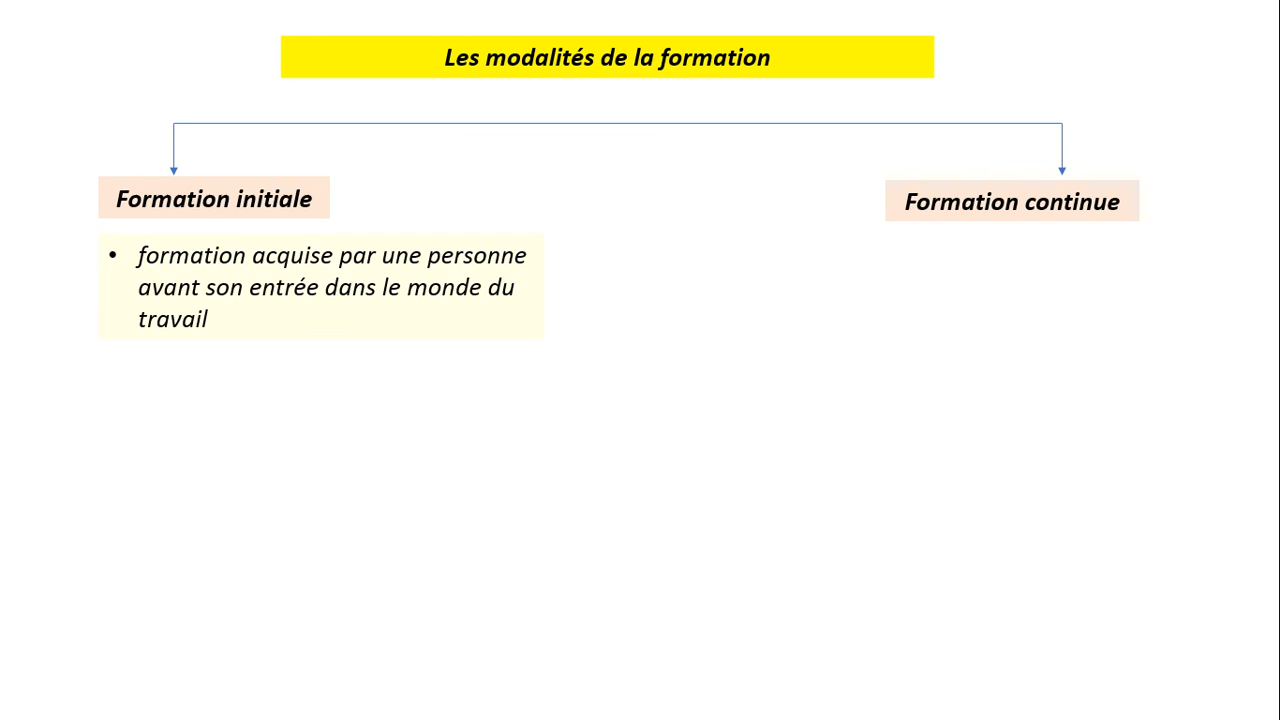 Les modalités de la formation
Formation initiale
Formation continue
• formation acquise par une personne
avant son entrée dans le monde du
travail